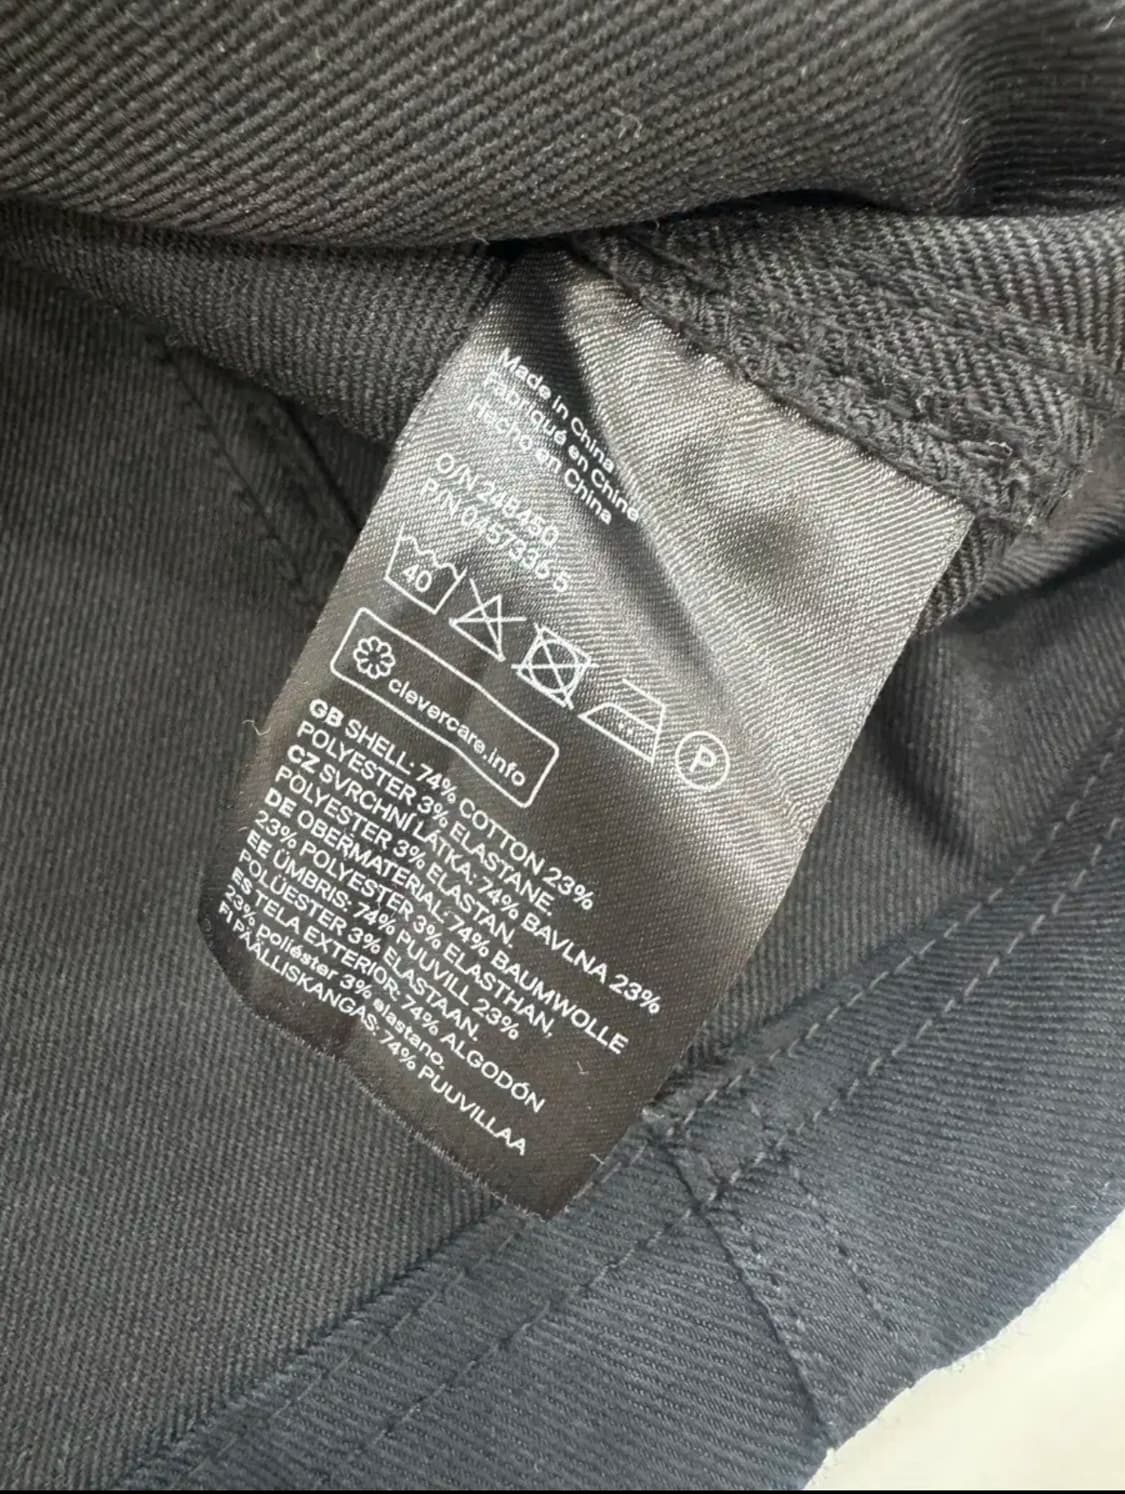 Made in China
Fabriqué en Chine
Hecho en China
O/N 248450
P/N 0457336 5
40
clevercare.info
P
GB SHELL: 74% COTTON 23%
POLYESTER 3% ELASTANE.
CZ SVRCHNÍ LÁTKA: 74% BAVLNA 23%
POLYESTER 3% ELASTAN.
DE OBERMATERIAL: 74% BAUMWOLLE
23% POLYESTER 3% ELASTHAN,
EE ÜMBRIS: 74% PUUVILL 23%
POLÜESTER 3% ELASTAAN.
ES TELA EXTERIOR: 74% ALGODÓN
23% poliéster 3% elastano.
FI PÄÄLLISKANGAS: 74% PUUVILLAA